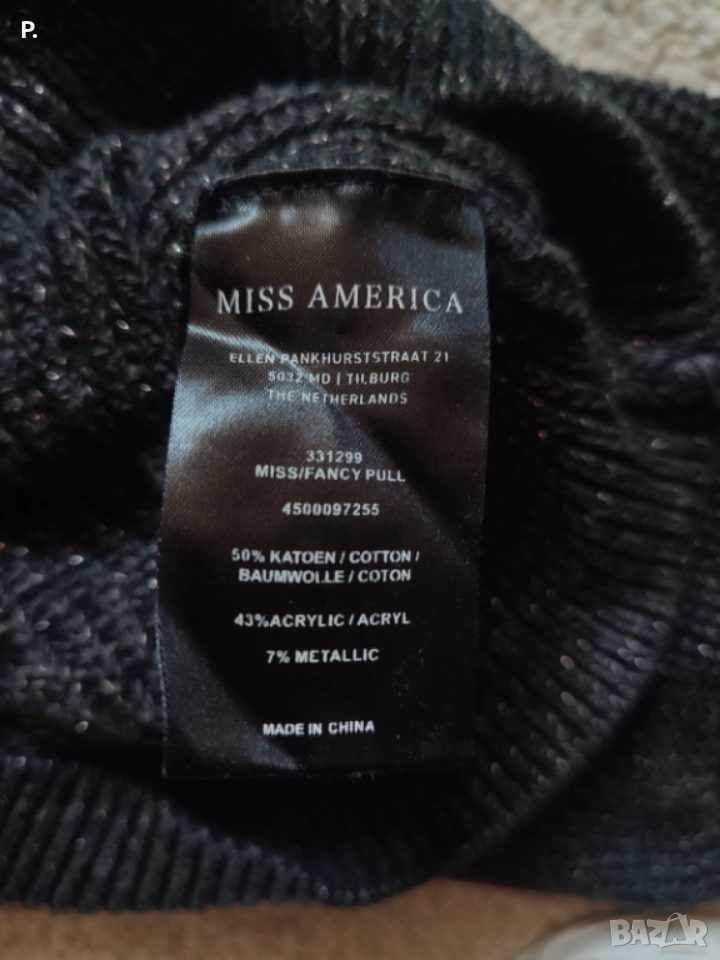 P.
MISS AMERICA
ELLEN PANKHURSTSTRAAT 21
5032 MD | TILBURG
THE NETHERLANDS
331299
MISS/FANCY PULL
4500097255
50% KATOEN / COTTON /
BAUMWOLLE / COTON
43%ACRYLIC / ACRYL
7% METALLIC
MADE IN CHINA
BAZAR